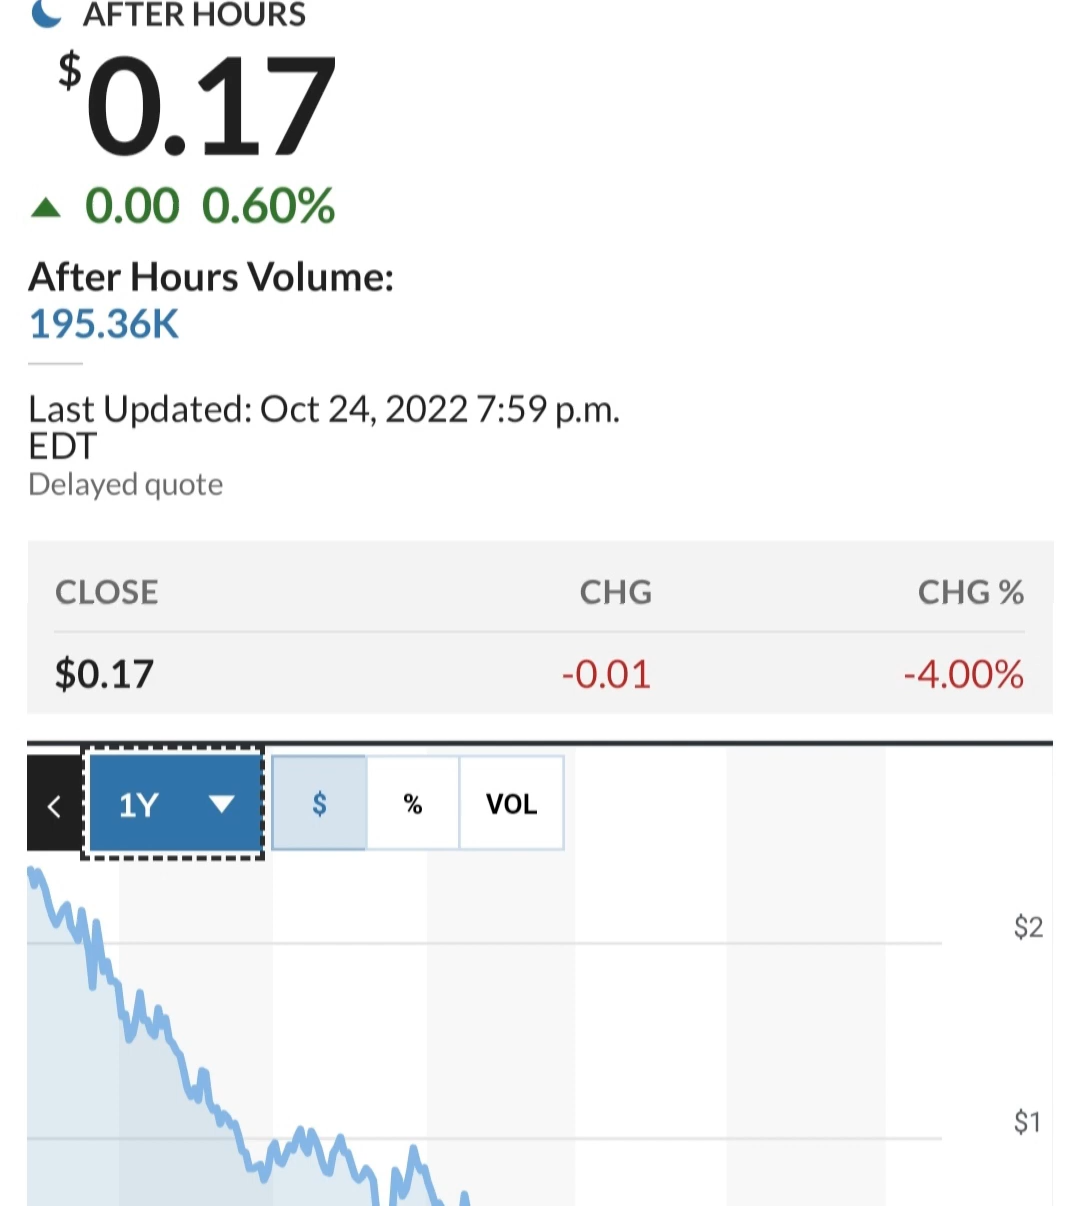 AFTER HOURS
$0.17
0.00 0.60%
After Hours Volume:
195.36K
Last Updated: Oct 24, 2022 7:59 p.m.
EDT
Delayed quote
CLOSE CHG CHG %
$0.17 -0.01 -4.00%
1Y $ % VOL
$2
$1